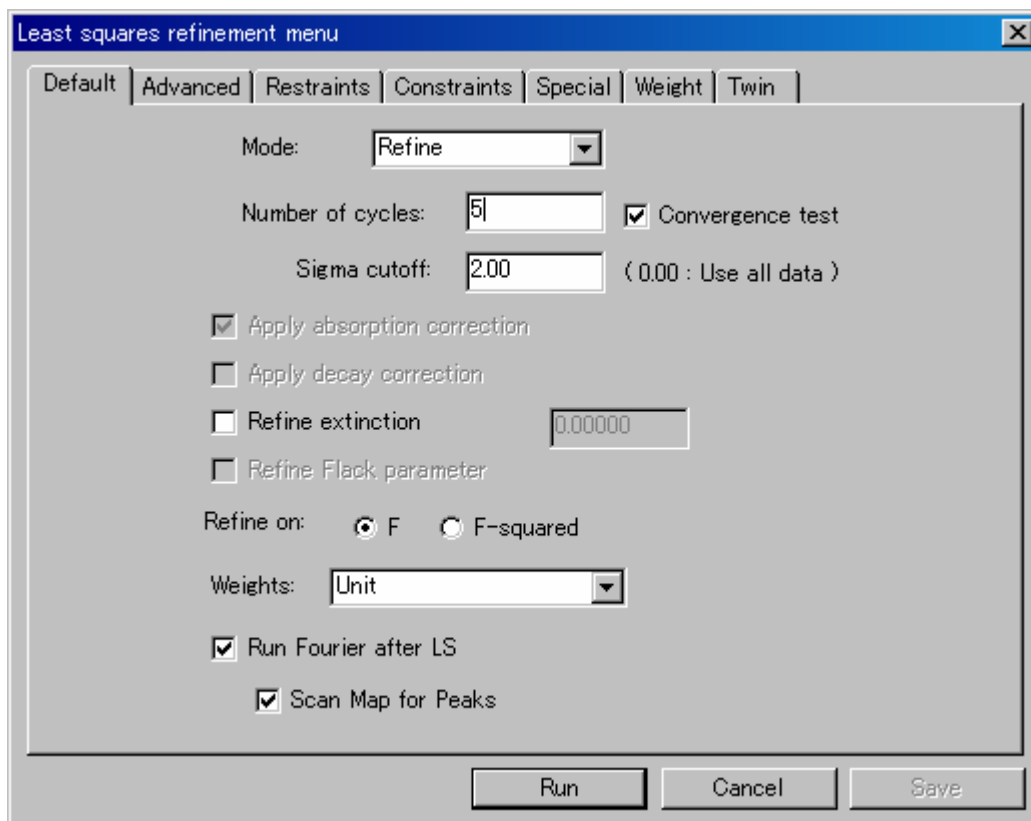 Least squares refinement menu
Default Advanced Restraints Constraints Special Weight Twin
Mode: Refine
Number of cycles: 5 Convergence test
Sigma cutoff: 2.00 ( 0.00 : Use all data )
Apply absorption correction
Apply decay correction
Refine extinction 0.00000
Refine Flack parameter
Refine on: F F-squared
Weights: Unit
Run Fourier after LS
Scan Map for Peaks
Run Cancel Save